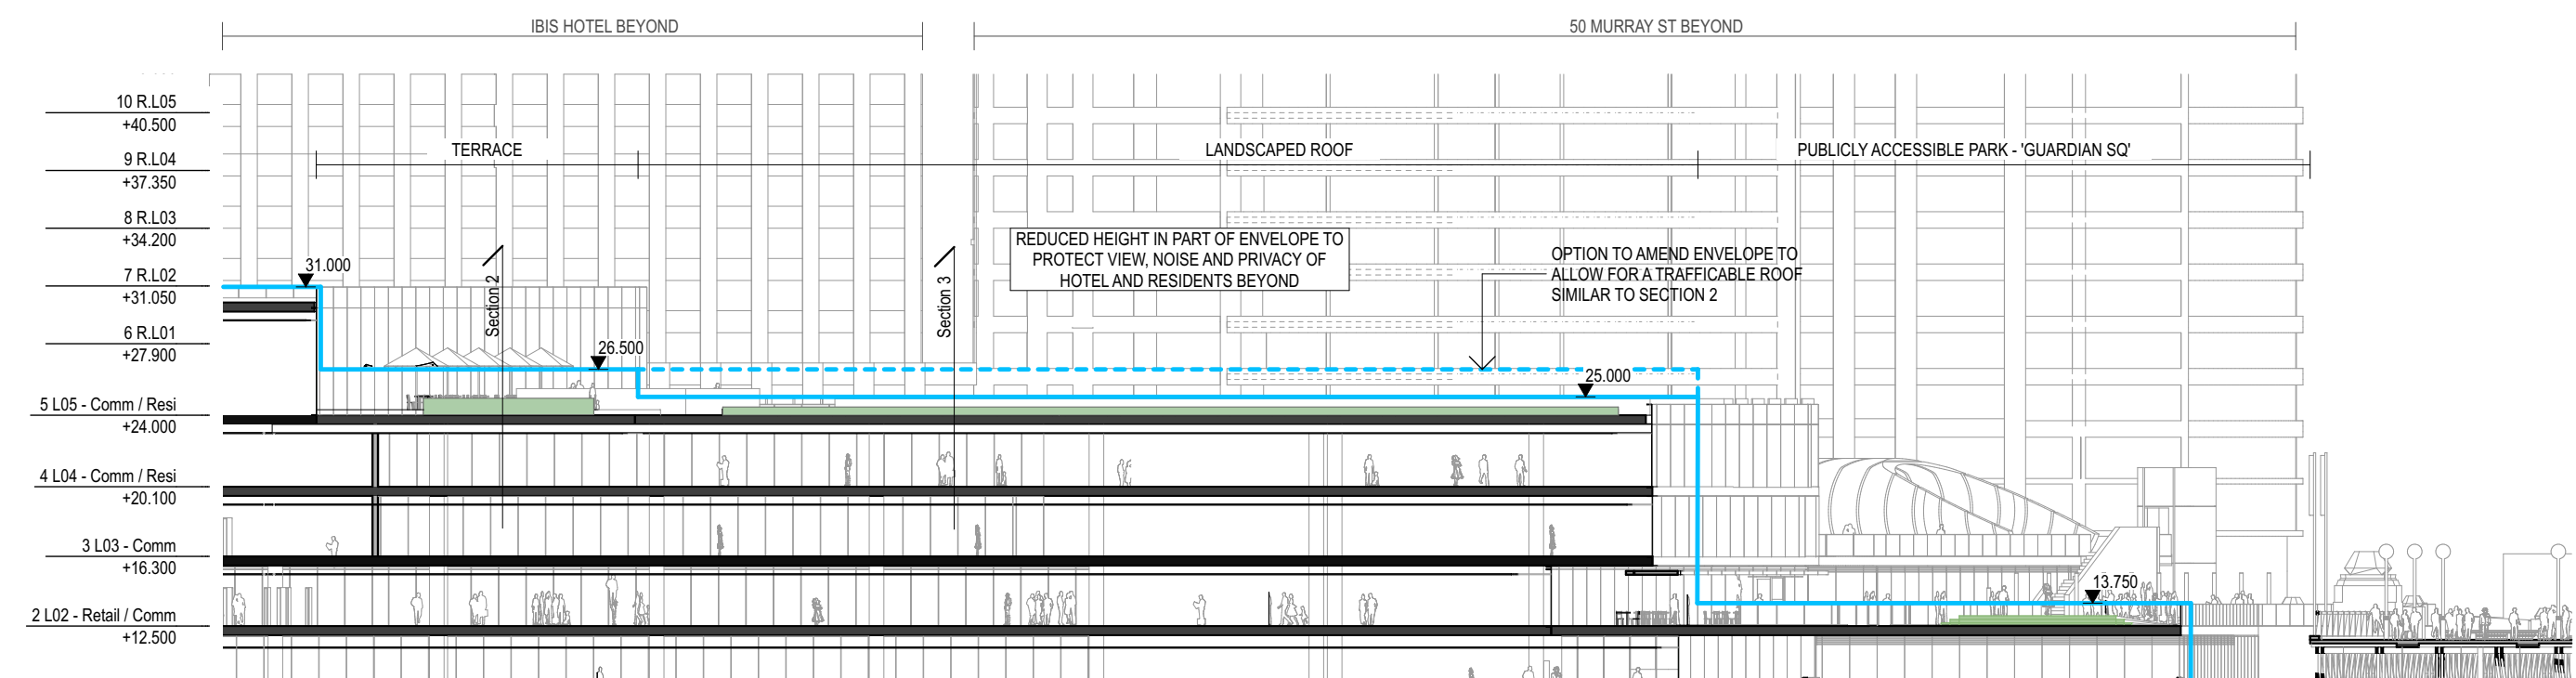 IBIS HOTEL BEYOND
50 MURRAY ST BEYOND
10 R.L05
+40.500
TERRACE
LANDSCAPED ROOF
PUBLICLY ACCESSIBLE PARK - 'GUARDIAN SQ'
9 R.L04
+37.350
8 R.L03
+34.200
REDUCED HEIGHT IN PART OF ENVELOPE TO
PROTECT VIEW, NOISE AND PRIVACY OF
HOTEL AND RESIDENTS BEYOND
OPTION TO AMEND ENVELOPE TO
ALLOW FOR A TRAFFICABLE ROOF
SIMILAR TO SECTION 2
31.000
7 R.L02
+31.050
Section 2
Section 3
6 R.L01
+27.900
26.500
25.000
5 L05 - Comm / Resi
+24.000
4 L04 - Comm / Resi
+20.100
3 L03 - Comm
+16.300
13.750
2 L02 - Retail / Comm
+12.500